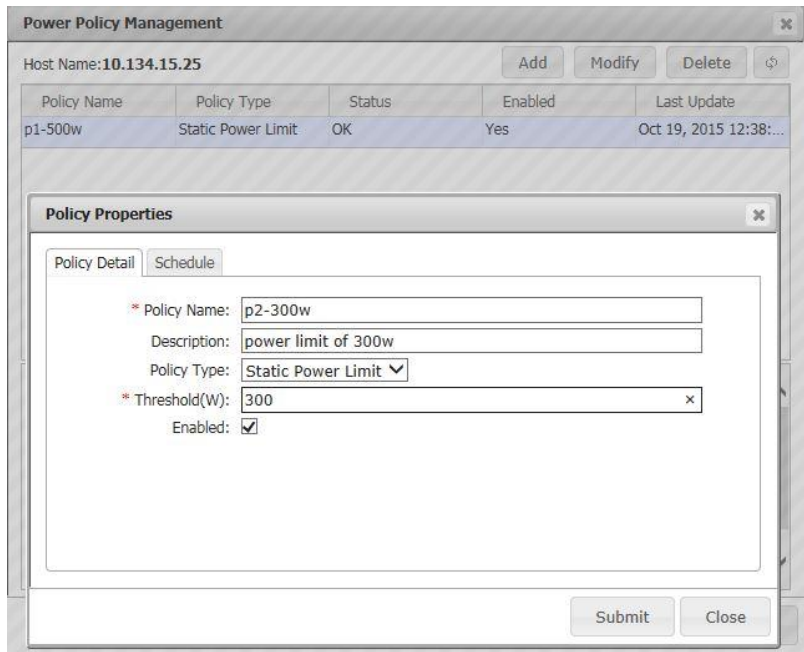 Power Policy Management
Host Name:10.134.15.25 Add Modify Delete
Policy Name Policy Type Status Enabled Last Update
p1-500w Static Power Limit OK Yes Oct 19, 2015 12:38:...
Policy Properties
Policy Detail Schedule
* Policy Name: p2-300w
Description: power limit of 300w
Policy Type: Static Power Limit
* Threshold(W): 300
Enabled:
Submit Close